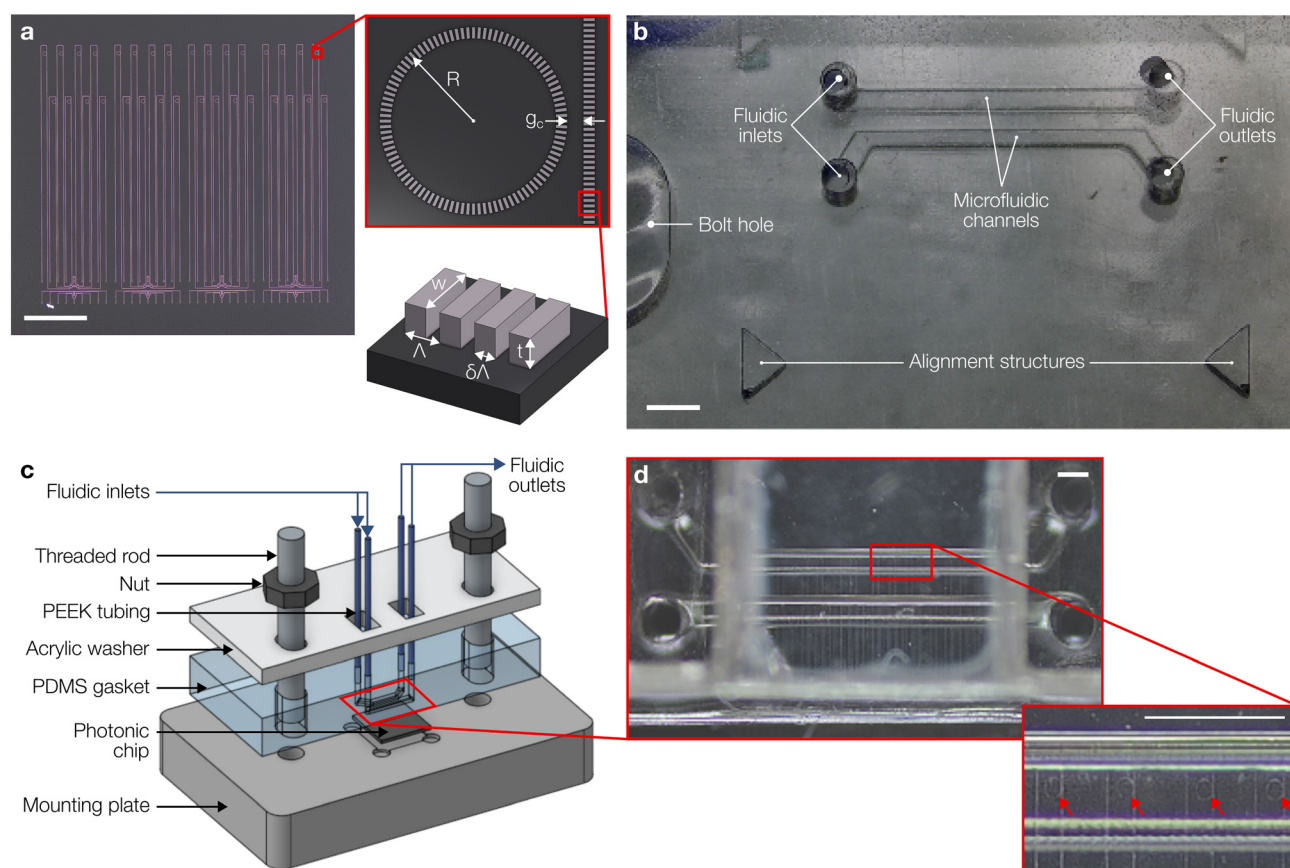 a
R
g_c
w
Λ
δΛ
t
b
Fluidic
inlets
Fluidic
outlets
Microfluidic
channels
Bolt hole
Alignment structures
c
Fluidic inlets
Fluidic
outlets
Threaded rod
Nut
PEEK tubing
Acrylic washer
PDMS gasket
Photonic
chip
Mounting plate
d